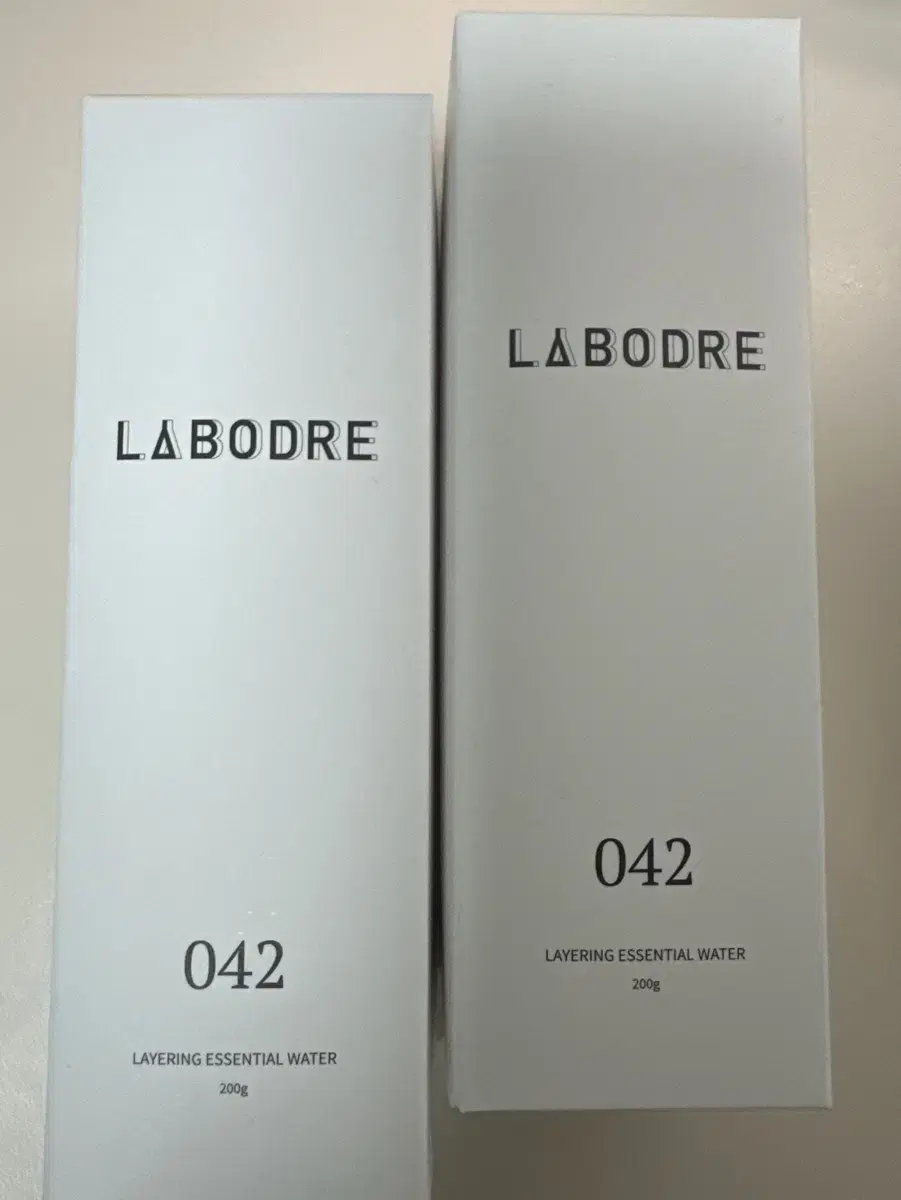 LABODRE
042
LAYERING ESSENTIAL WATER
200g
LABODRE
042
LAYERING ESSENTIAL WATER
200g